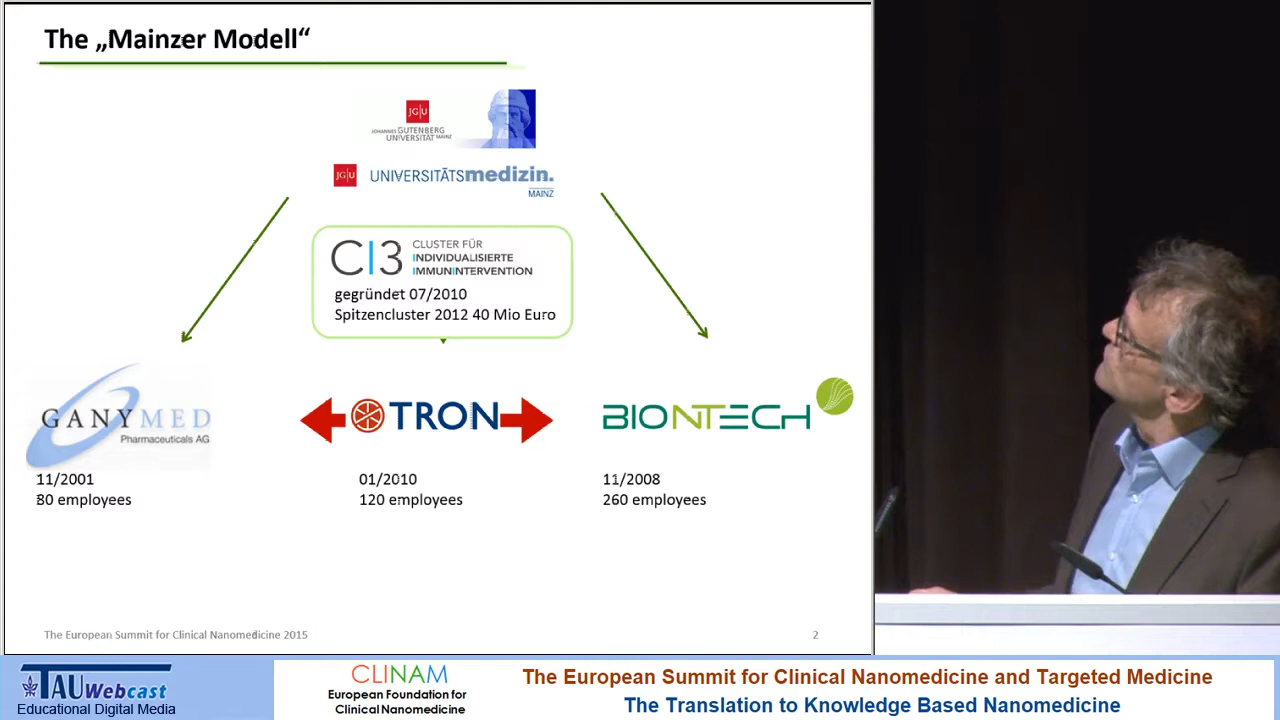 The „Mainzer Modell“
JG|U
JOHANNES GUTENBERG
UNIVERSITÄT MAINZ
JG|U
UNIVERSITÄTSmedizin.
MAINZ
CI3
CLUSTER FÜR
INDIVIDUALISIERTE
IMMUNINTERVENTION
gegründet 07/2010
Spitzencluster 2012 40 Mio Euro
GANYMED
Pharmaceuticals AG
11/2001
80 employees
TRON
01/2010
120 employees
BIONTECH
11/2008
260 employees
The European Summit for Clinical Nanomedicine 2015
2
TAUWebcast
Educational Digital Media
CLINAM
European Foundation for
Clinical Nanomedicine
The European Summit for Clinical Nanomedicine and Targeted Medicine
The Translation to Knowledge Based Nanomedicine